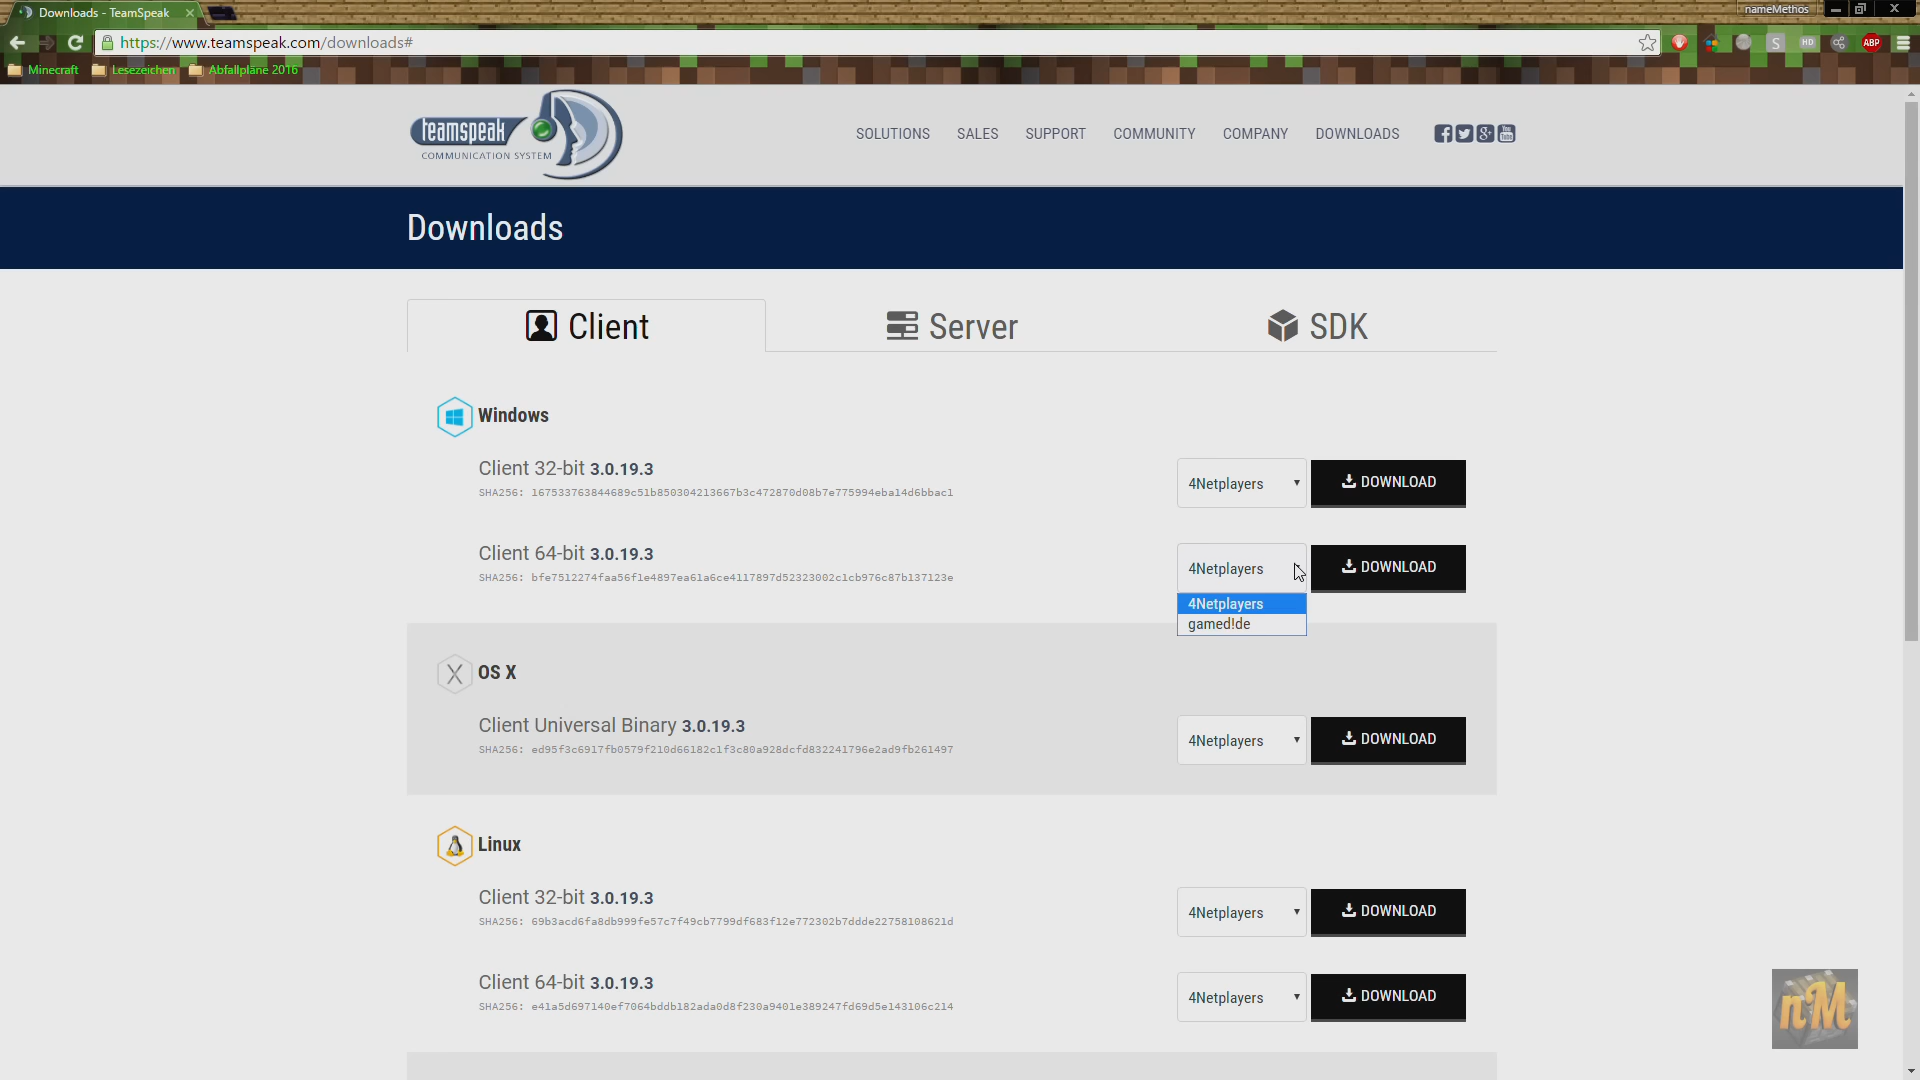 Downloads - TeamSpeak
nameMethos
https://www.teamspeak.com/downloads#
S
HD
ABP
Minecraft
Lesezeichen
Abfallpläne 2016
teamspeak
COMMUNICATION SYSTEM
SOLUTIONS
SALES
SUPPORT
COMMUNITY
COMPANY
DOWNLOADS
Downloads
Client
Server
SDK
Windows
Client 32-bit 3.0.19.3
SHA256: 167533763844689c51b850304213667b3c472870d08b7e775994eba14d6bbac1
4Netplayers
DOWNLOAD
Client 64-bit 3.0.19.3
SHA256: bfe7512274faa56f1e4897ea61a6ce4117897d52323002c1cb976c87b137123e
4Netplayers
DOWNLOAD
4Netplayers
gamed!de
OS X
Client Universal Binary 3.0.19.3
SHA256: ed95f3c6917fb0579f210d66182c1f3c80a928dcfd832241796e2ad9fb261497
4Netplayers
DOWNLOAD
Linux
Client 32-bit 3.0.19.3
SHA256: 69b3acd6fa8db999fe57c7f49cb7799df683f12e772302b7ddde22758108621d
4Netplayers
DOWNLOAD
Client 64-bit 3.0.19.3
SHA256: e41a5d697140ef7064bddb182ada0d8f230a9401e389247fd69d5e143106c214
4Netplayers
DOWNLOAD
nM